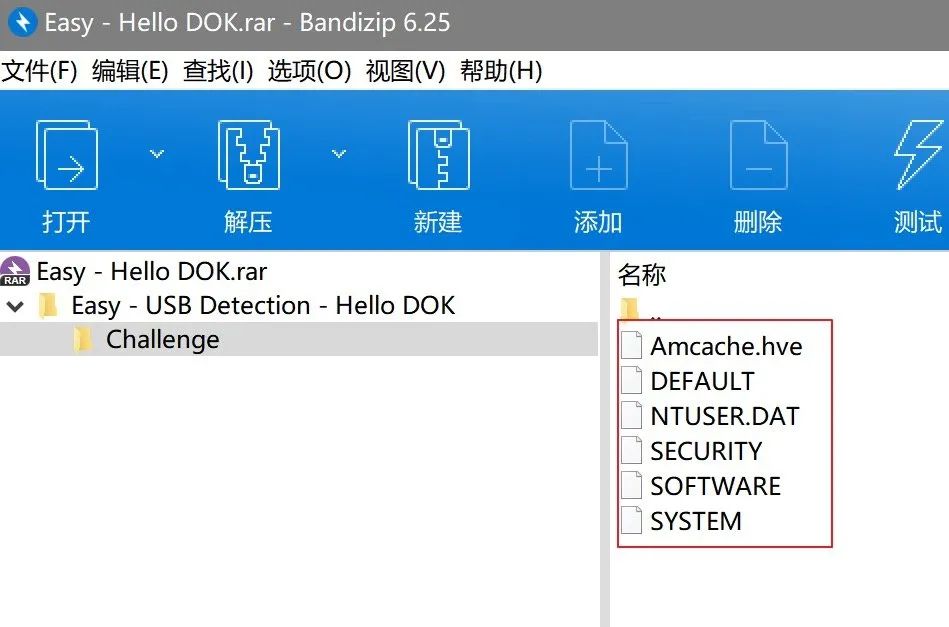 Easy - Hello DOK.rar - Bandizip 6.25
文件(F) 编辑(E) 查找(I) 选项(O) 视图(V) 帮助(H)
打开 解压 新建 添加 删除 测试
Easy - Hello DOK.rar
RAR
Easy - USB Detection - Hello DOK
Challenge
名称
..
Amcache.hve
DEFAULT
NTUSER.DAT
SECURITY
SOFTWARE
SYSTEM